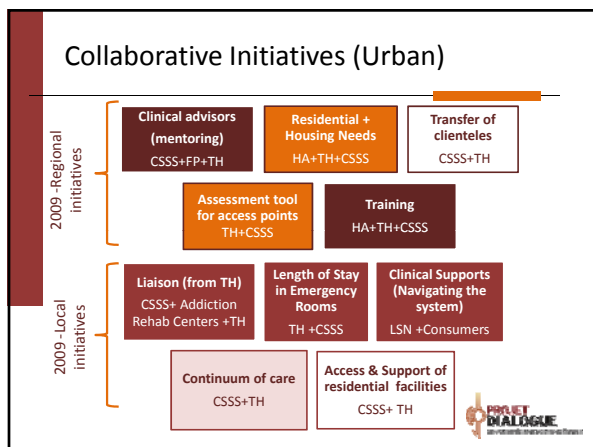 Collaborative Initiatives (Urban)
2009 -Regional
initiatives
Clinical advisors
(mentoring)
CSSS+FP+TH
Residential +
Housing Needs
HA+TH+CSSS
Transfer of
clienteles
CSSS+TH
Assessment tool
for access points
TH+CSSS
Training
HA+TH+CSSS
2009 -Local
initiatives
Liaison (from TH)
CSSS+ Addiction
Rehab Centers +TH
Length of Stay
in Emergency
Rooms
TH +CSSS
Clinical Supports
(Navigating the
system)
LSN +Consumers
Continuum of care
CSSS+TH
Access & Support of
residential facilities
CSSS+ TH
PROJET
DIALOGUE